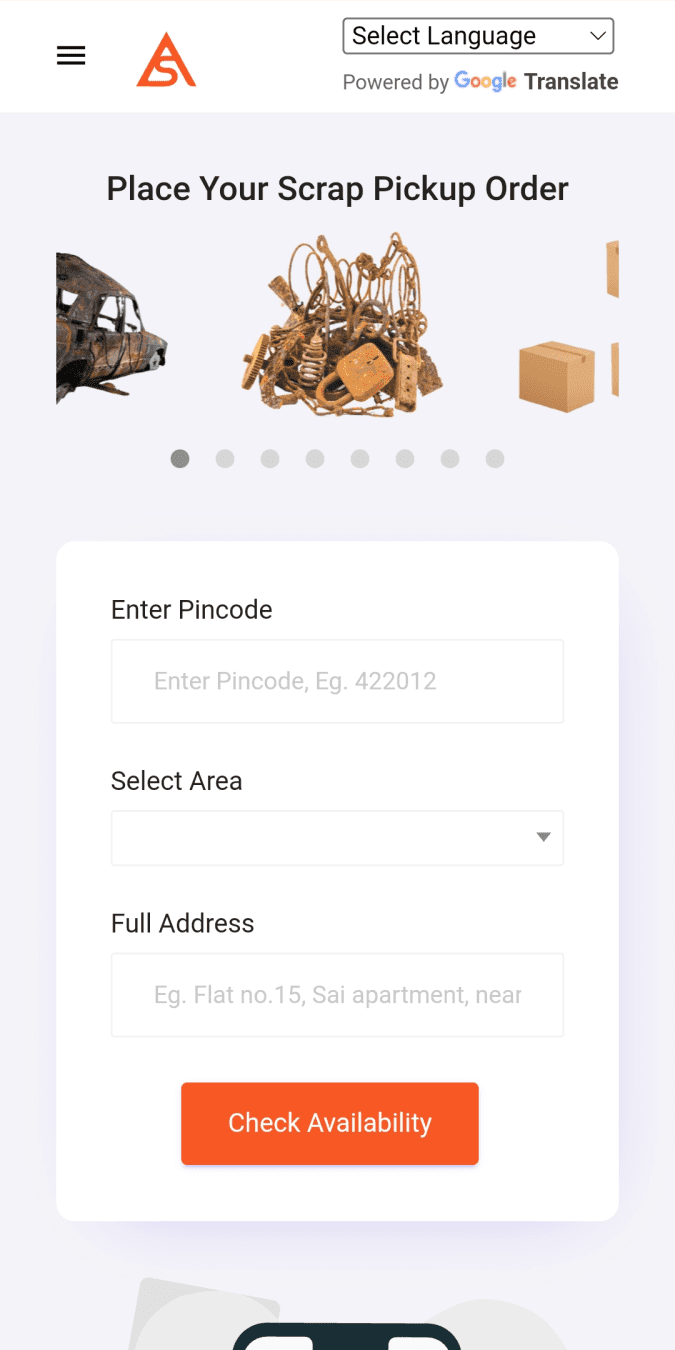 Select Language
Powered by Google Translate
Place Your Scrap Pickup Order
Enter Pincode
Enter Pincode, Eg. 422012
Select Area
Full Address
Eg. Flat no.15, Sai apartment, near
Check Availability